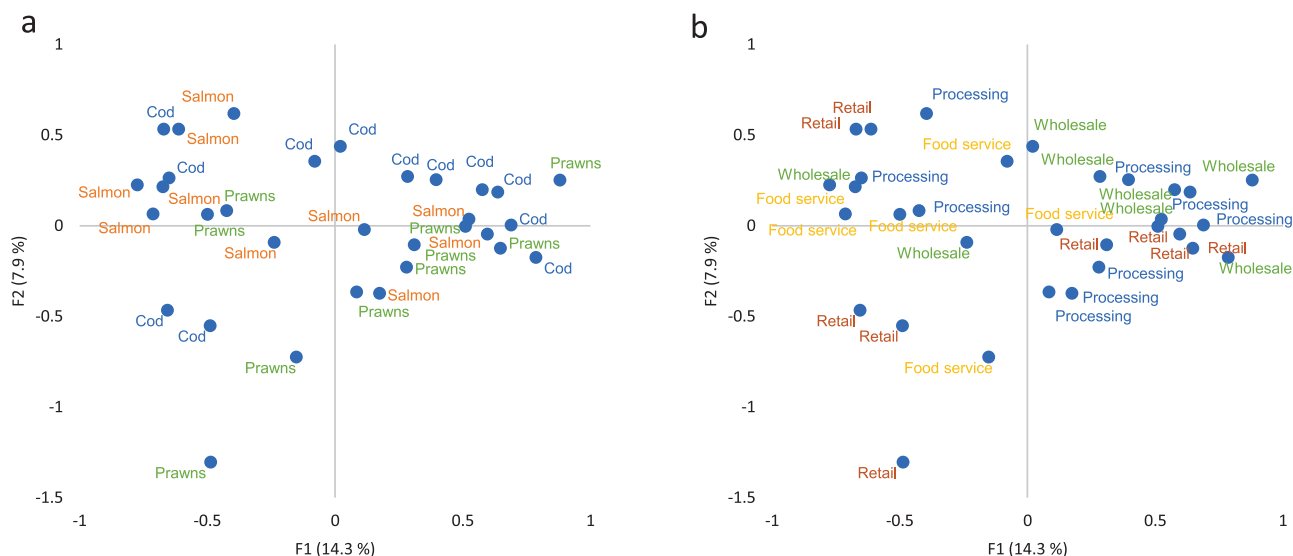 a
1
Salmon
Cod
Salmon
Cod
0.5
Cod
Cod
Cod
Cod
Prawns
Cod
Salmon
Prawns
Salmon
Cod
Salmon
Salmon
Cod
0
Salmon
Prawns
Prawns
Prawns
Salmon
Salmon
Prawns
Prawns
Cod
Salmon
Prawns
-0.5
Cod
Cod
Prawns
-1
Prawns
-1.5
-1
-0.5
0
0.5
1
F1 (14.3 %)
F2 (7.9 %)
b
1
Processing
Retail
Retail
0.5
Wholesale
Food service
Wholesale
Processing
Wholesale
Wholesale
Processing
Food service
Wholesale
Processing
Food service
Wholesale
Processing
0
Food service
Food service
Processing
Wholesale
Retail
Retail
Retail
Retail
Wholesale
Processing
Processing
Processing
-0.5
Retail
Retail
Food service
-1
Retail
-1.5
-1
-0.5
0
0.5
1
F1 (14.3 %)
F2 (7.9 %)